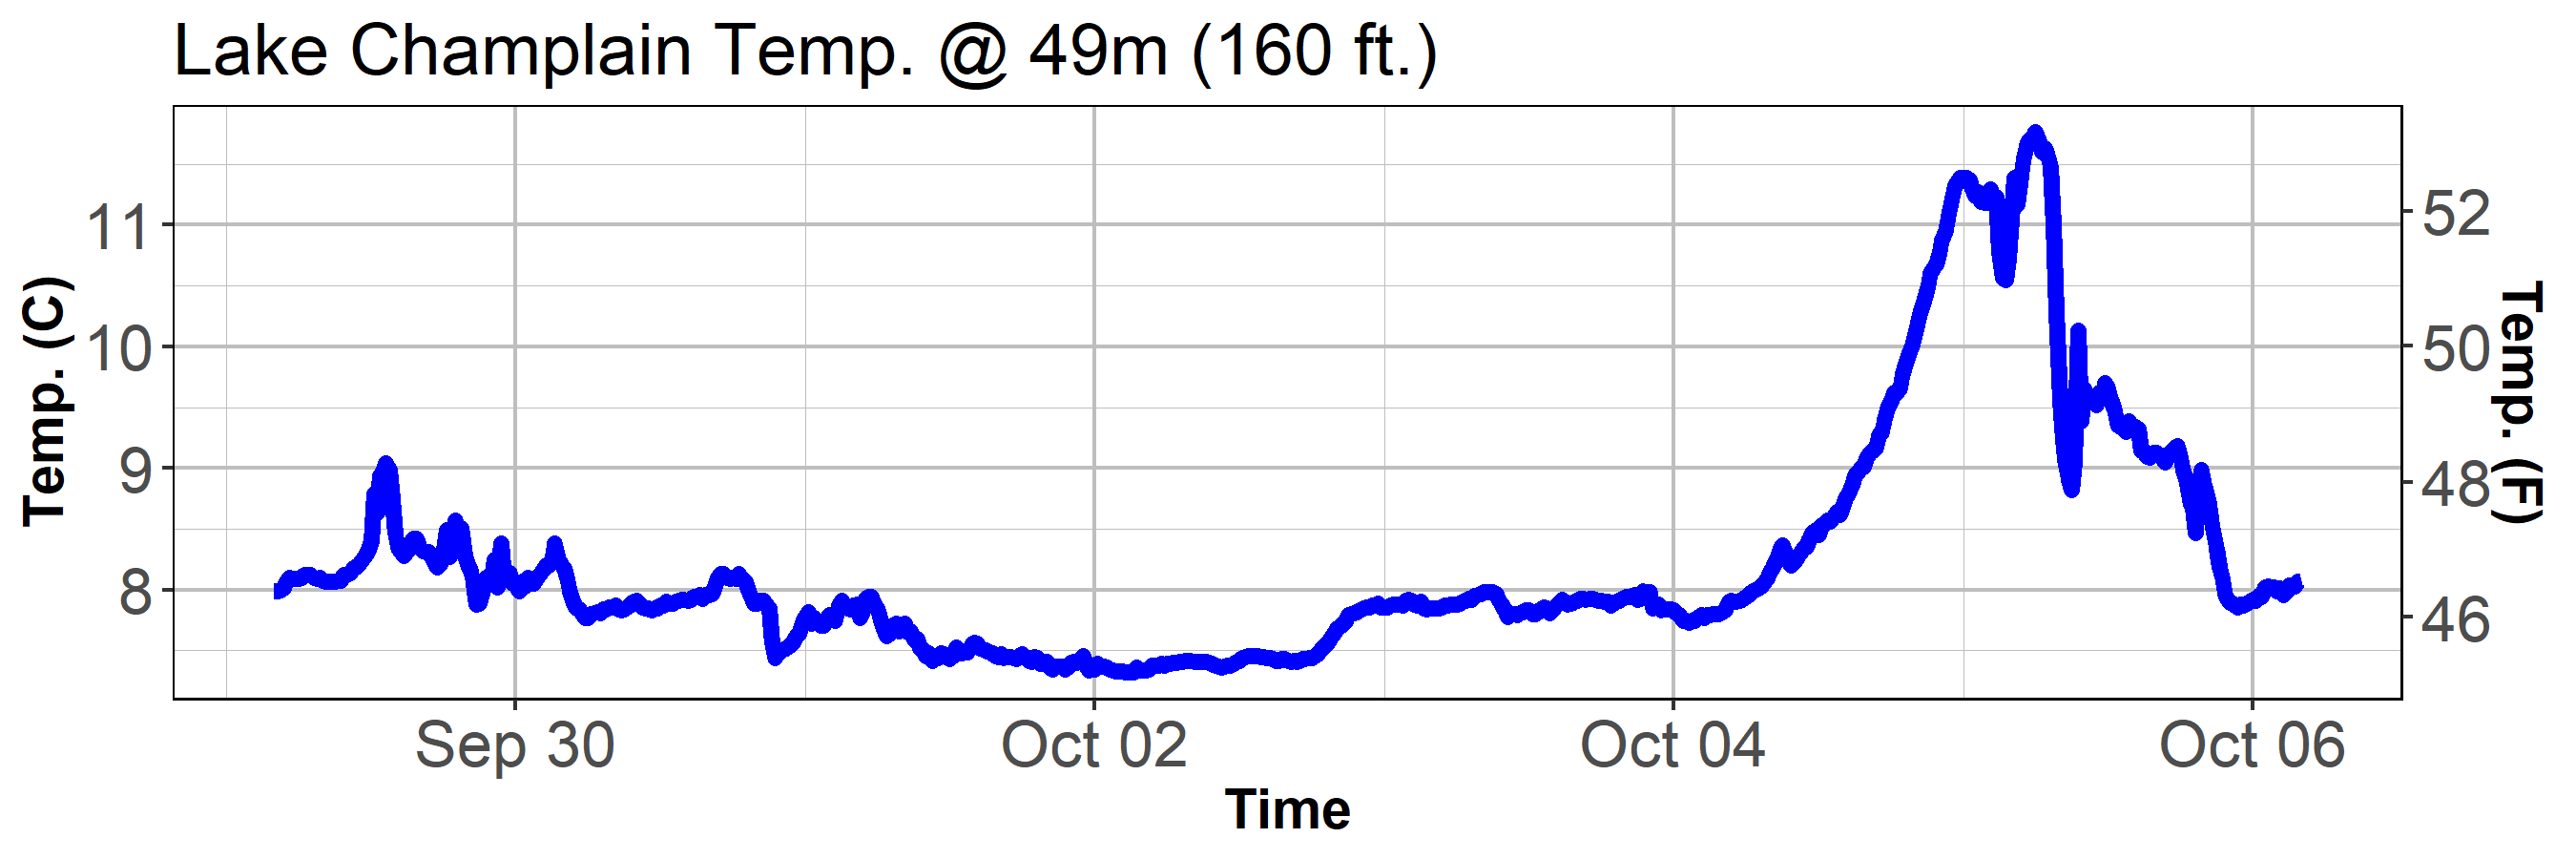 Lake Champlain Temp. @ 49m (160 ft.)
Temp. (C)
11
10
9
8
52
50
48
46
Temp. (F)
Sep 30 Oct 02 Oct 04 Oct 06
Time